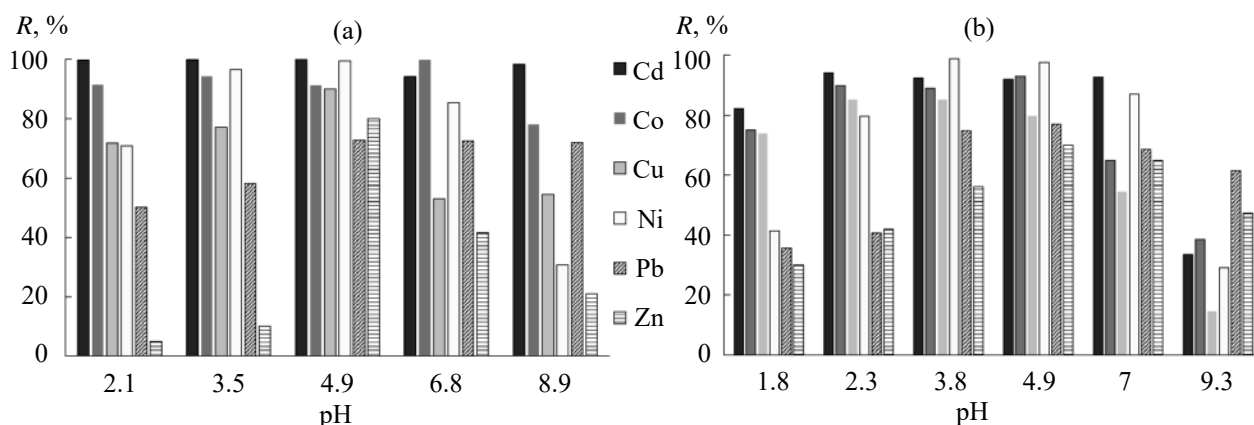 R, %
(a)
100
80
60
40
20
0
2.1 3.5 4.9 6.8 8.9
pH
Cd
Co
Cu
Ni
Pb
Zn
R, %
(b)
100
80
60
40
20
0
1.8 2.3 3.8 4.9 7 9.3
pH